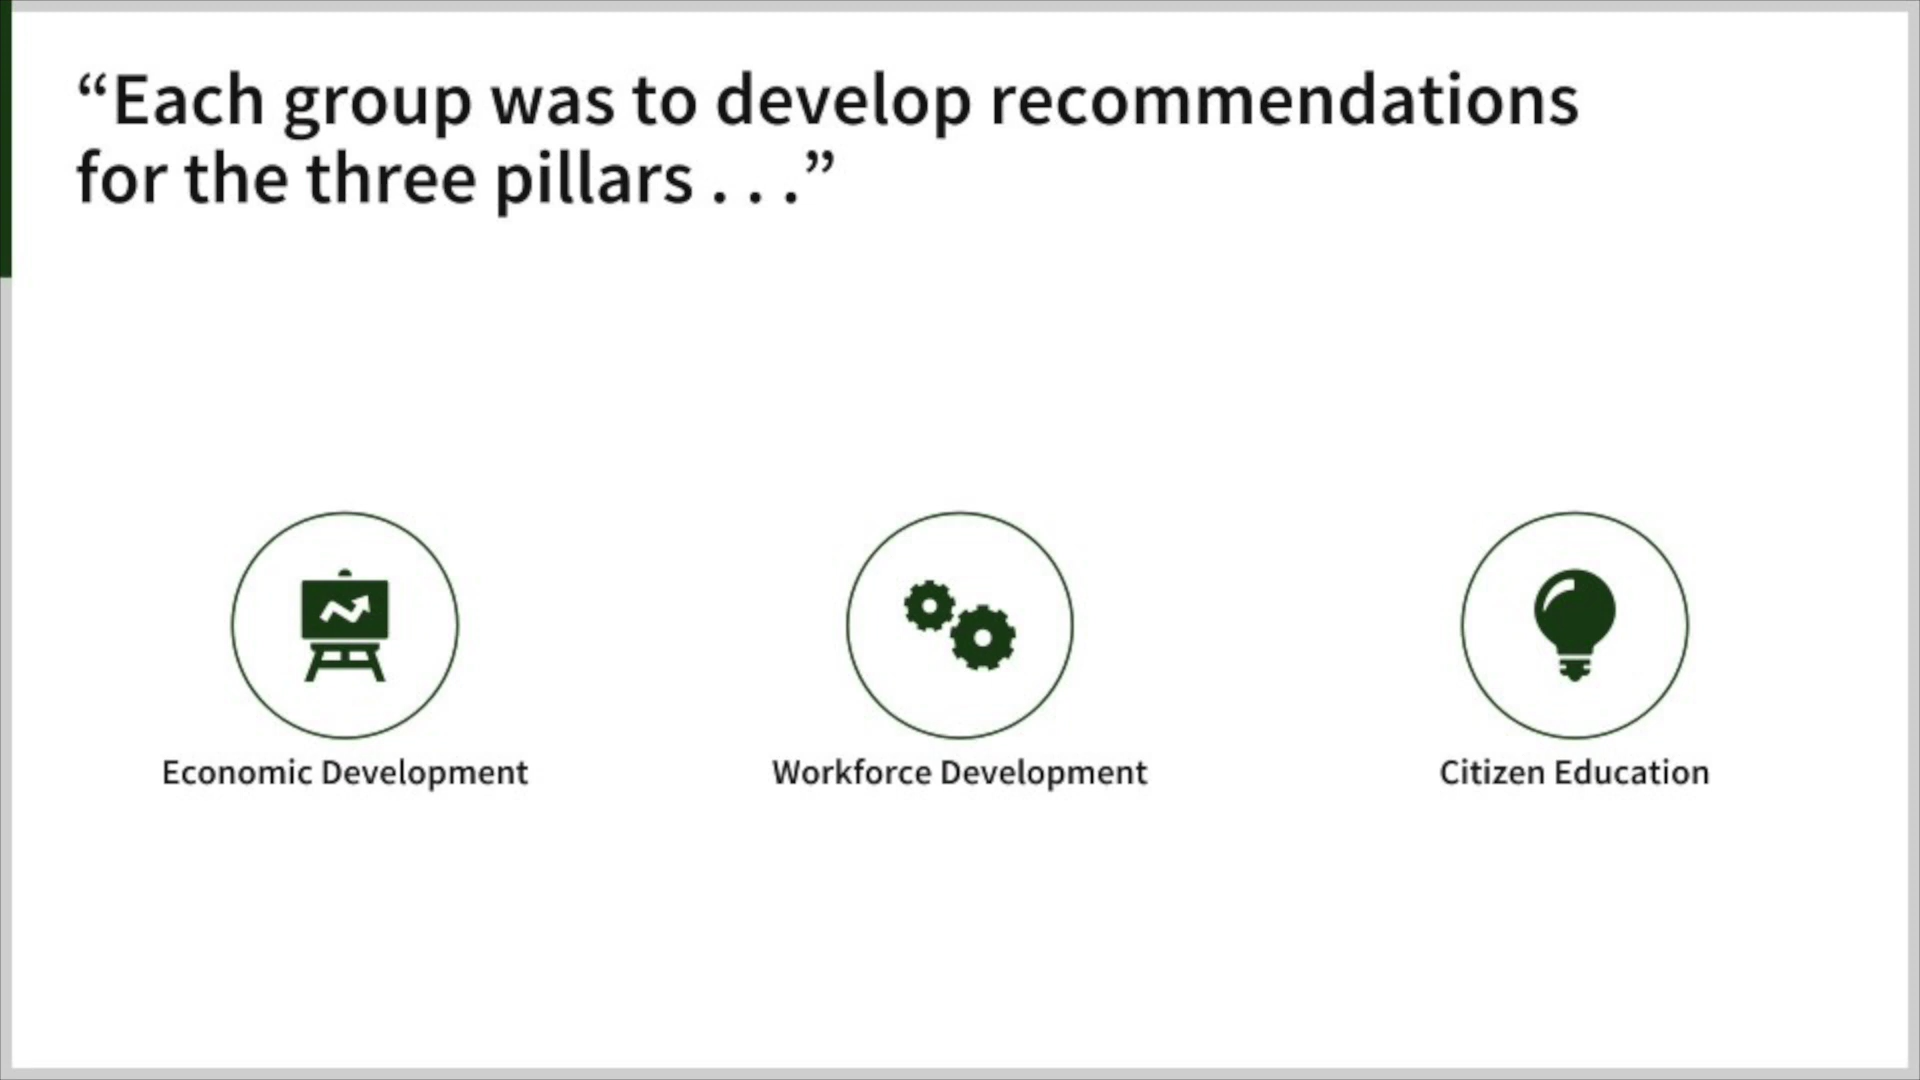 “Each group was to develop recommendations
for the three pillars . . .”
Economic Development
Workforce Development
Citizen Education